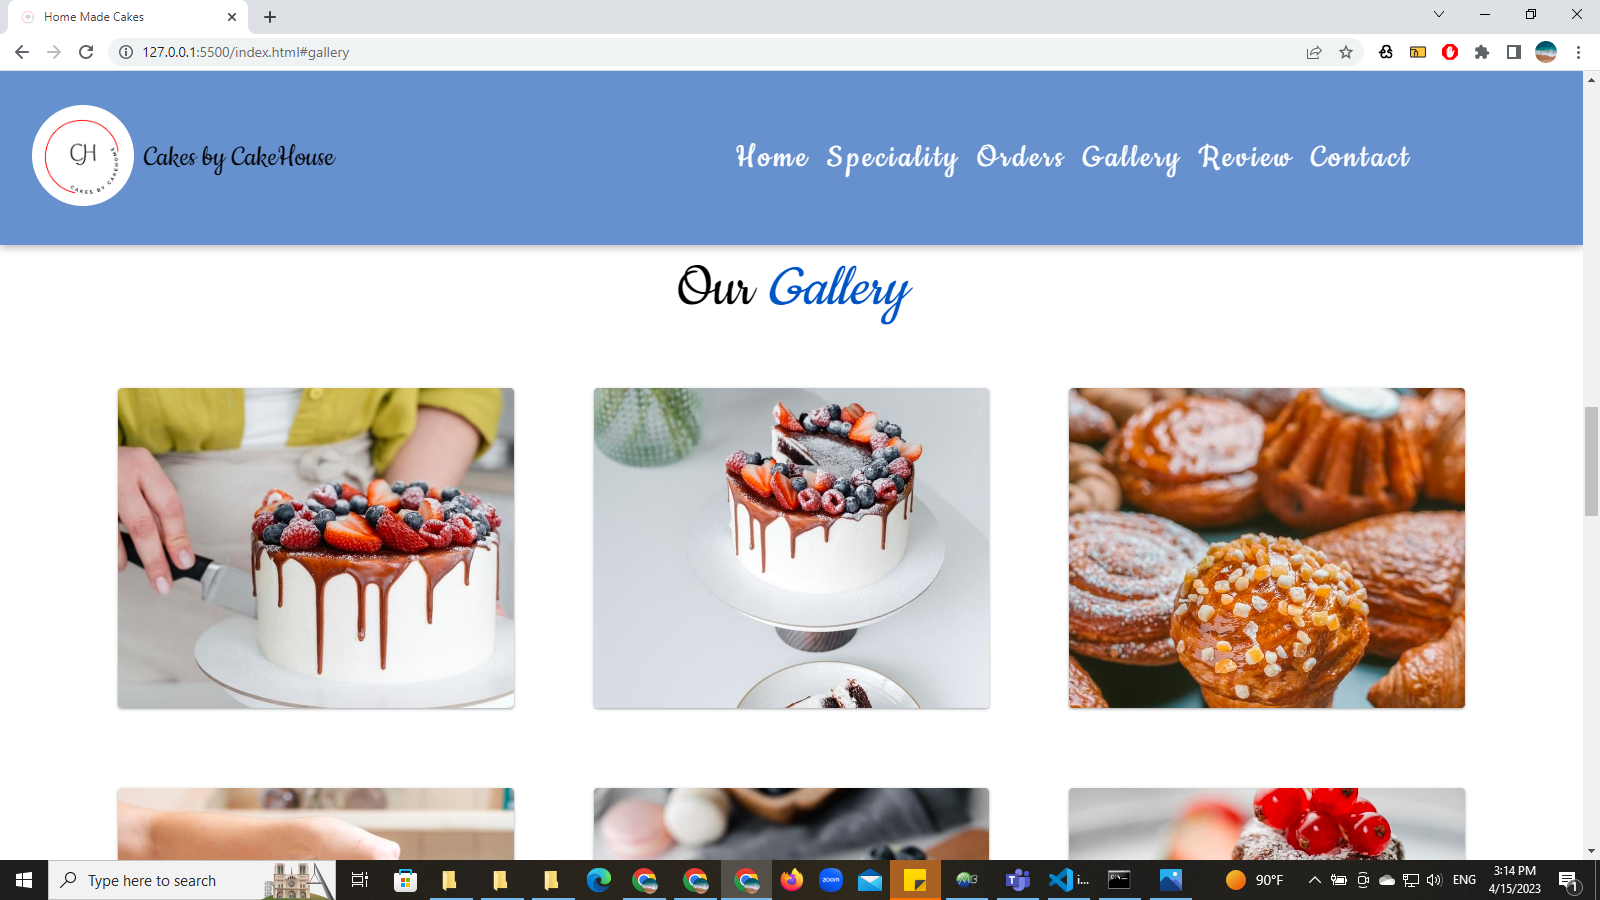 Home Made Cakes
127.0.0.1:5500/index.html#gallery
CH
CAKES BY CAKEHOUSE
Cakes by CakeHouse
Home Speciality Orders Gallery Review Contact
Our Gallery
Type here to search
zoom
i...
90°F
ENG
3:14 PM
4/15/2023
1